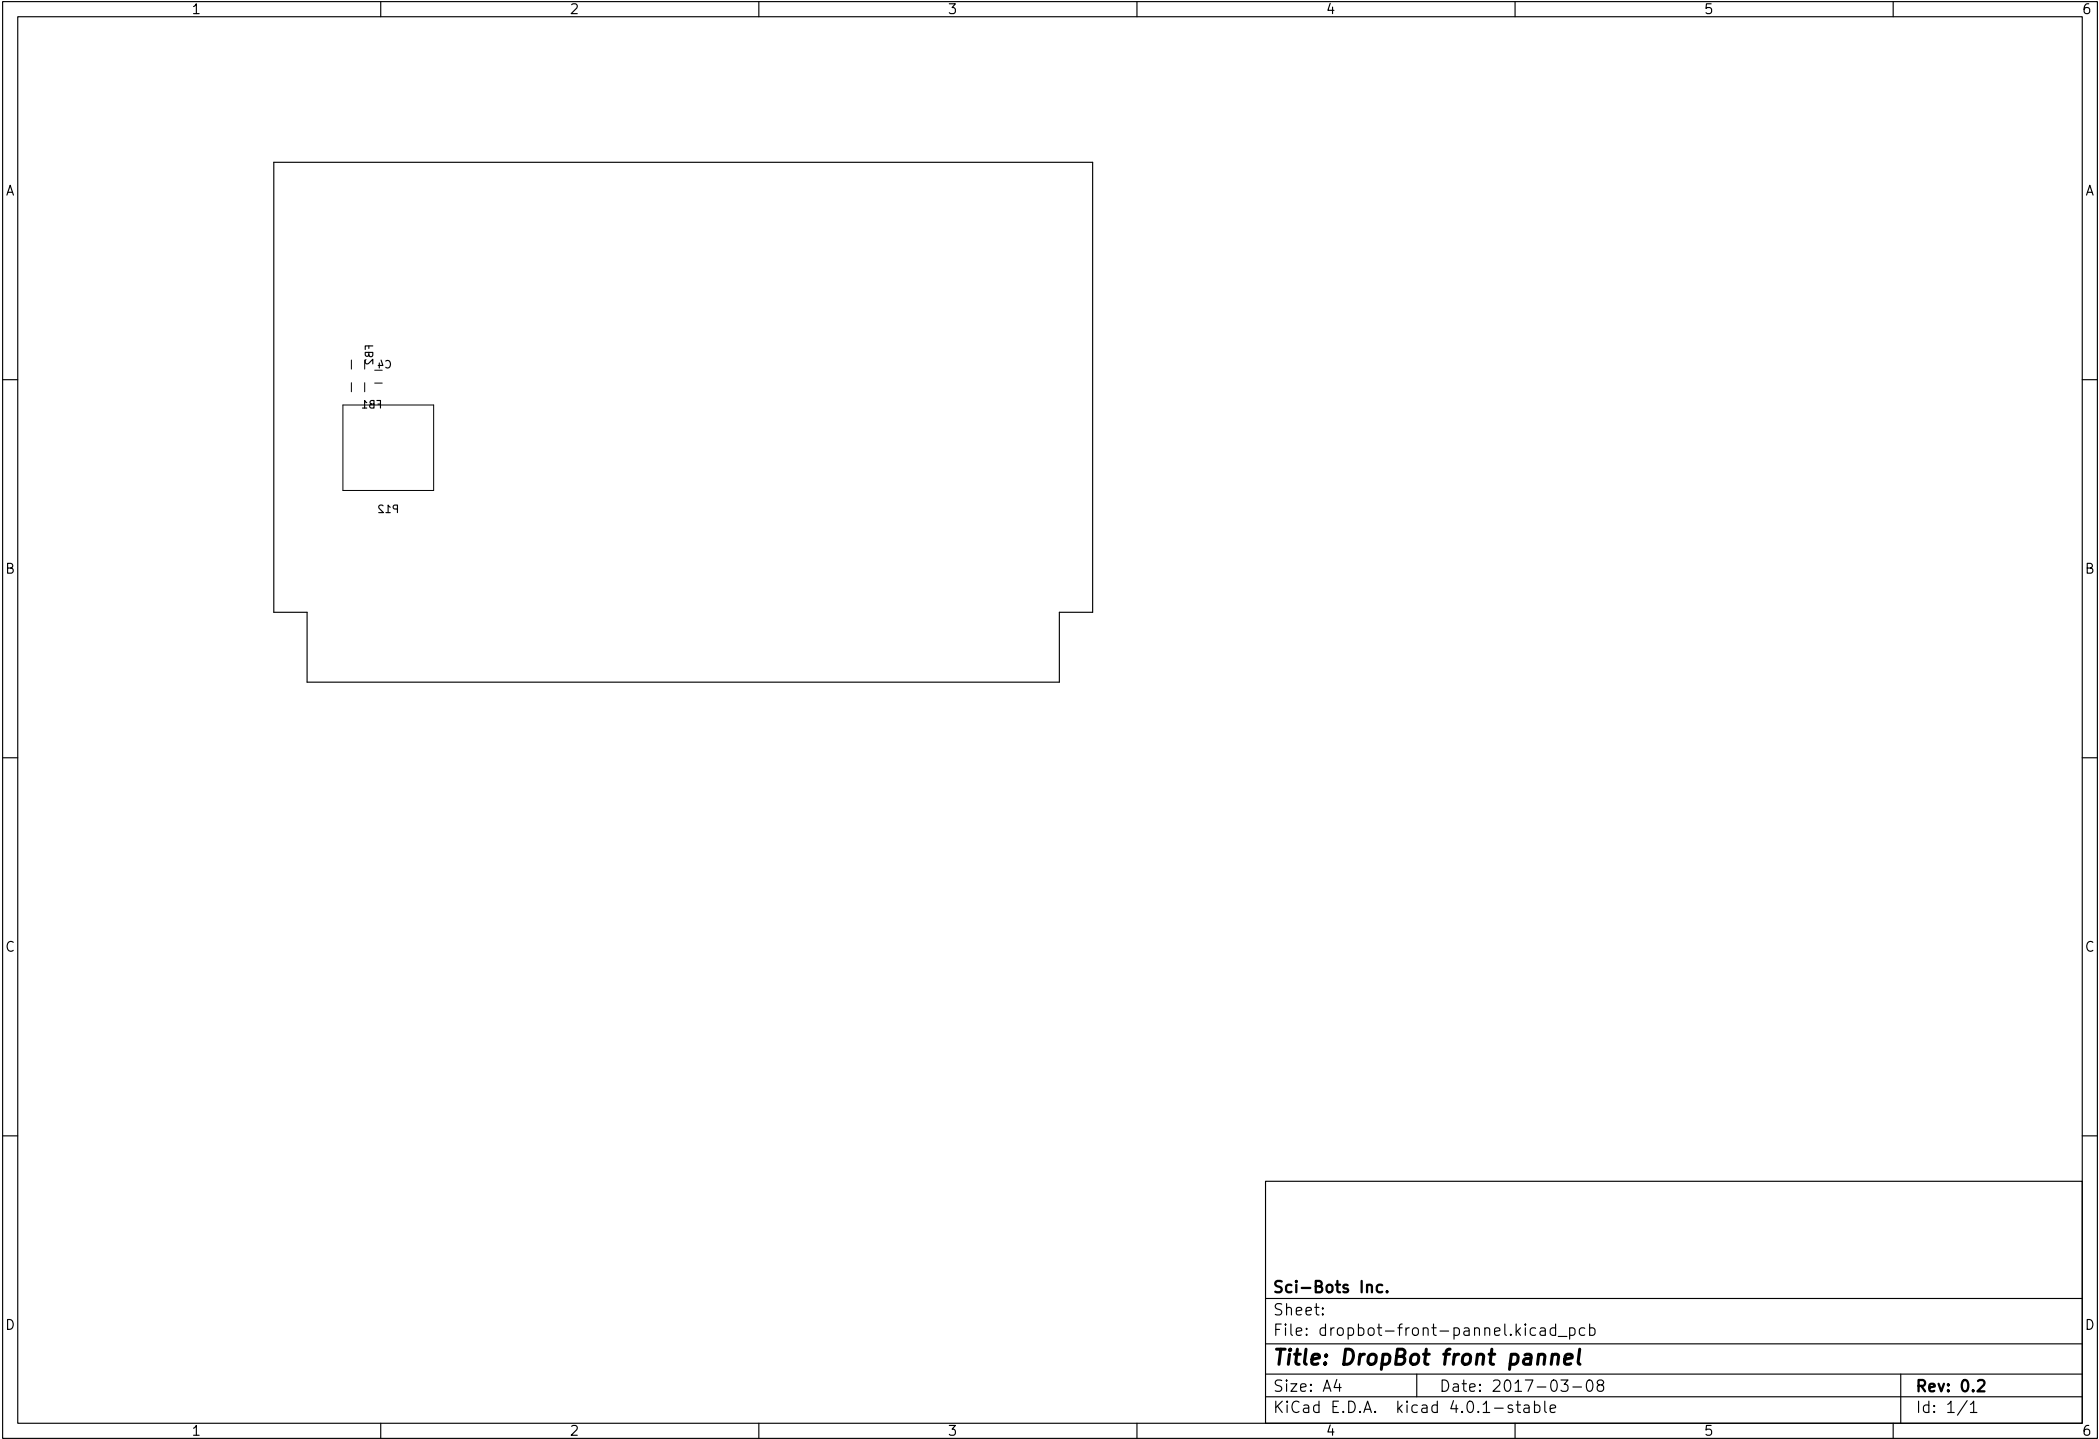 1 2 3 4 5 6
A A
FB2
C4
FB1
P12
B B
C C
Sci-Bots Inc.
Sheet:
File: dropbot-front-pannel.kicad_pcb
D D
Title: DropBot front pannel
Size: A4 Date: 2017-03-08 Rev: 0.2
KiCad E.D.A. kicad 4.0.1-stable Id: 1/1
1 2 3 4 5 6